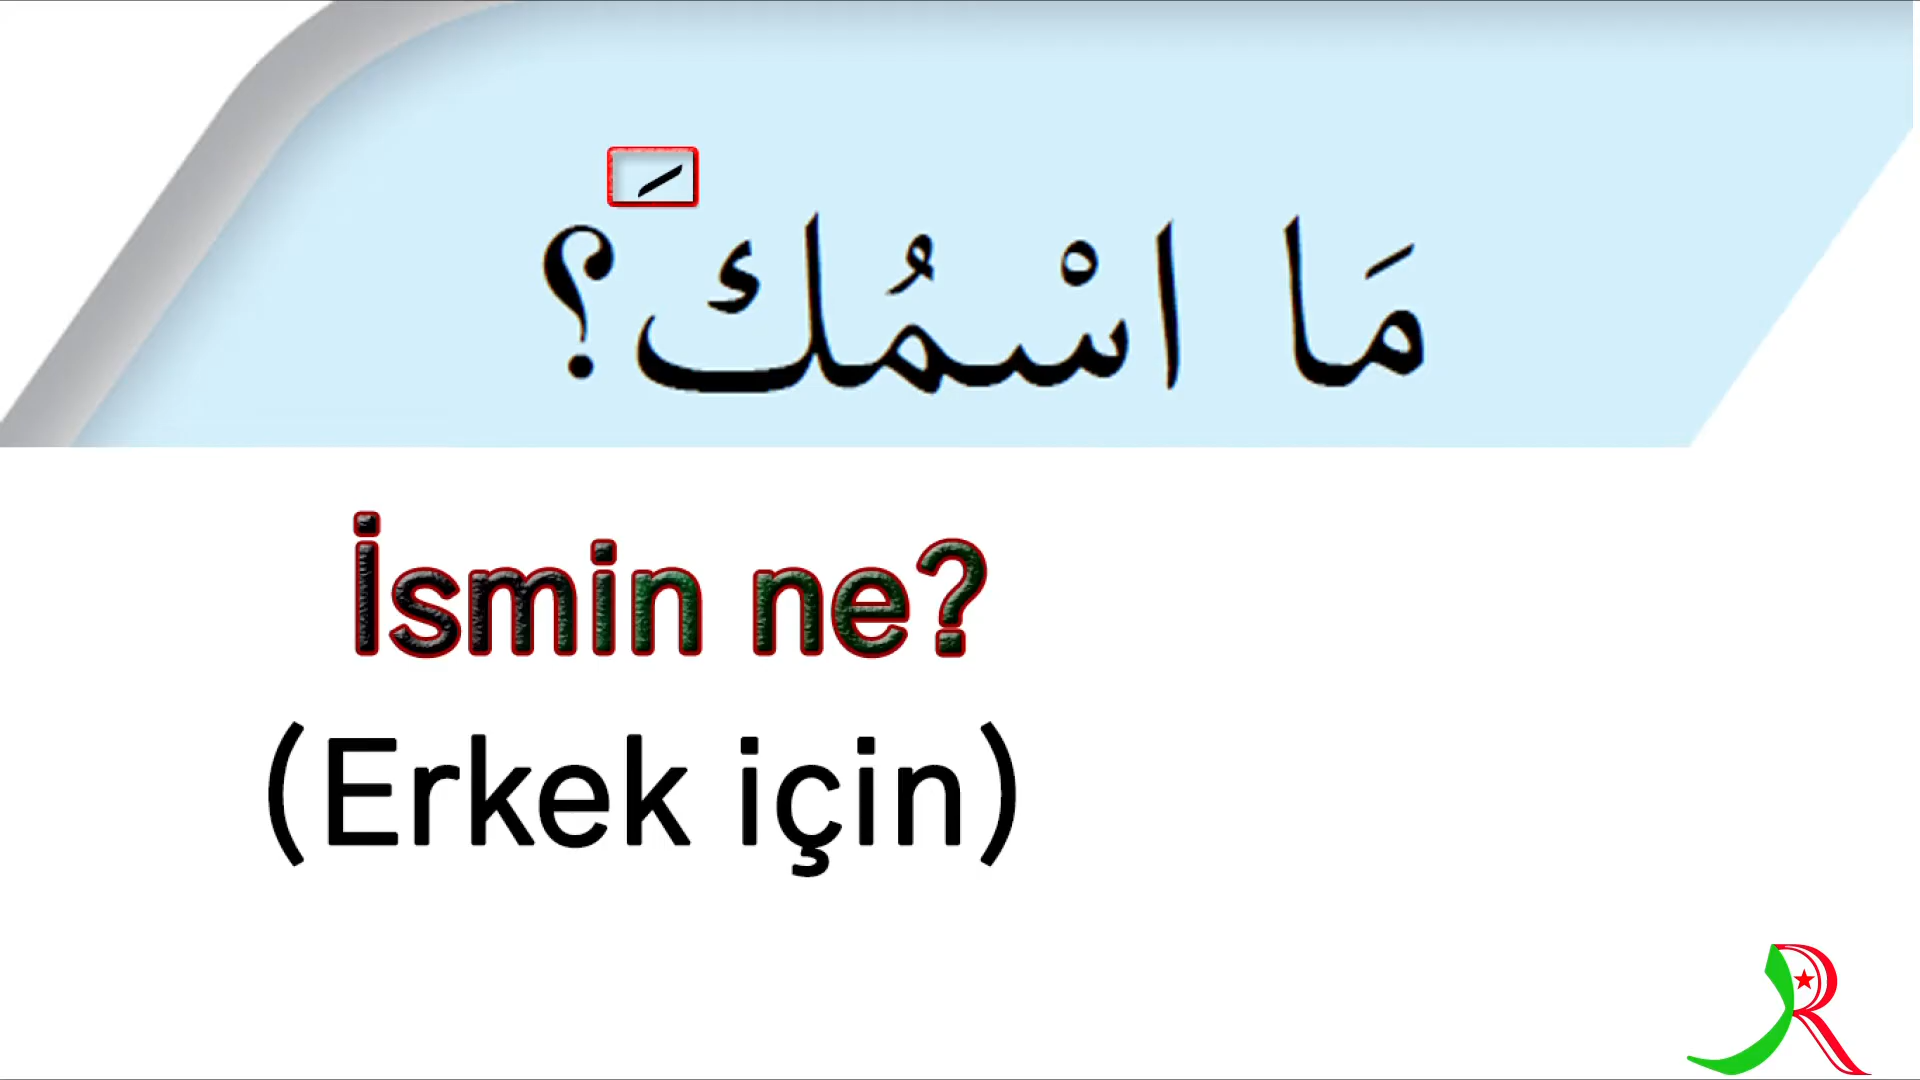 مَا اسْمُكَ؟
İsmin ne?
(Erkek için)